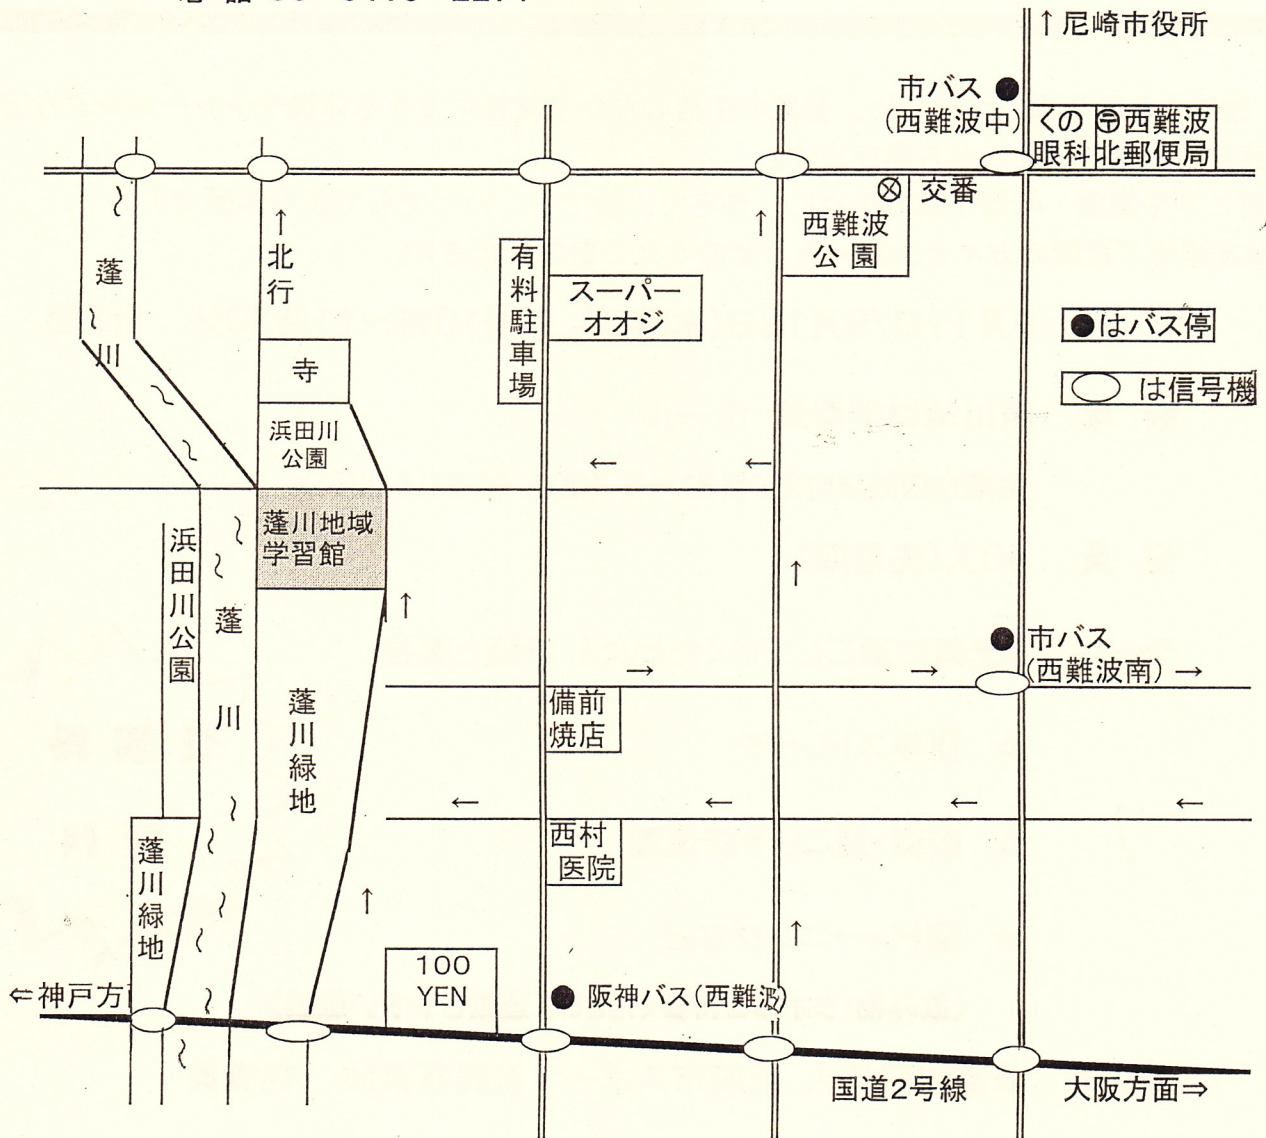 ↑尼崎市役所
市バス
(西難波中)
くの
眼科
〶西難波
北郵便局
交番
西難波
公園
↑
北
行
↑
有料駐車場
スーパー
オオジ
●はバス停
は信号機
蓬
川
寺
浜田川
公園
← ←
蓬川地域
学習館
浜田川公園
蓬
川
蓬川緑地
↑
↑
市バス
(西難波南)→
→ →
備前
焼店
← ← ← ←
西村
医院
蓬川緑地
↑
↑
100
YEN
阪神バス(西難波)
⇐神戸方
国道2号線
大阪方面⇒